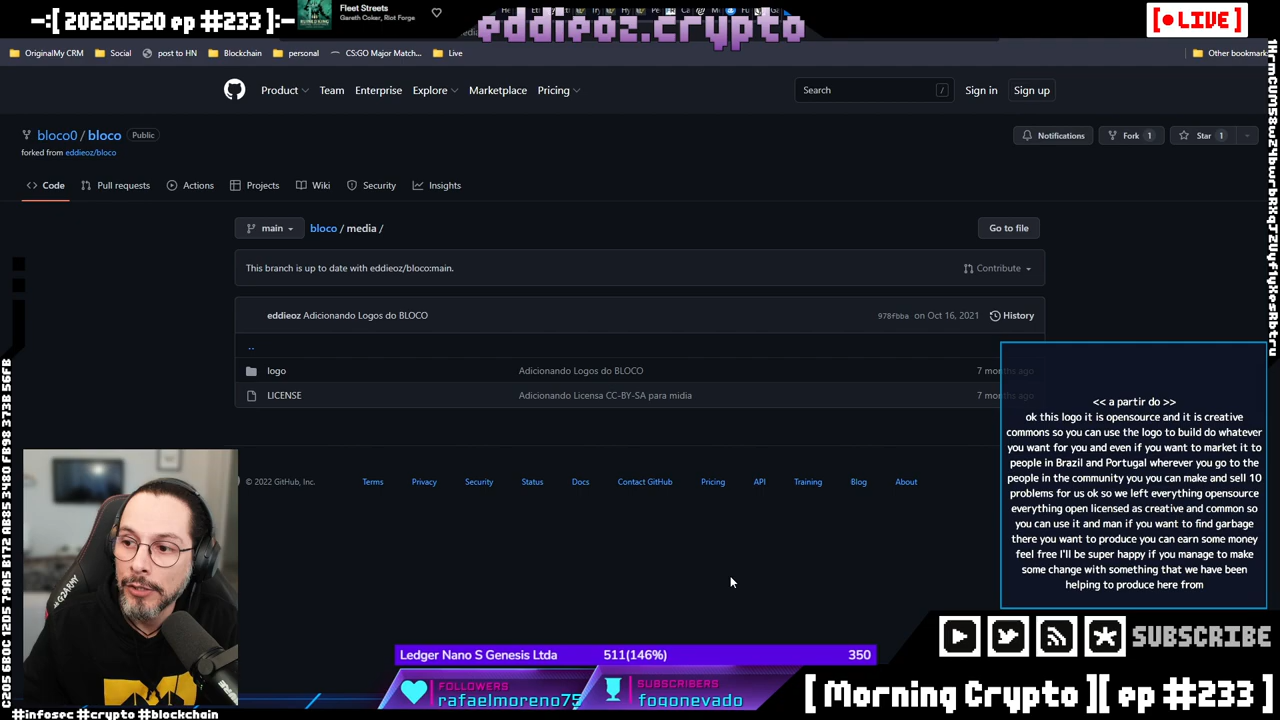 -:[ 20220520 ep #233 ]:-
Fleet Streets
Gareth Coker, Riot Forge
eddieoz.crypto
[● LIVE]
OriginalMy CRM
Social
post to HN
Blockchain
personal
CS:GO Major Match...
Live
Other bookmark
Product
Team
Enterprise
Explore
Marketplace
Pricing
Search
/
Sign in
Sign up
bloco0 / bloco
Public
forked from eddieoz/bloco
Notifications
Fork 1
Star 1
Code
Pull requests
Actions
Projects
Wiki
Security
Insights
main
bloco / media /
Go to file
This branch is up to date with eddieoz/bloco:main.
Contribute
eddieoz Adicionando Logos do BLOCO
978fbba on Oct 16, 2021
History
..
logo
Adicionando Logos do BLOCO
7 months ago
LICENSE
Adicionando Licensa CC-BY-SA para midia
7 months ago
<< a partir do >>
ok this logo it is opensource and it is creative
commons so you can use the logo to build do whatever
you want for you and even if you want to market it to
people in Brazil and Portugal wherever you go to the
people in the community you you can make and sell 10
problems for us ok so we left everything opensource
everything open licensed as creative and common so
you can use it and man if you want to find garbage
there you want to produce you can earn some money
feel free I'll be super happy if you manage to make
some change with something that we have been
helping to produce here from
© 2022 GitHub, Inc.
Terms
Privacy
Security
Status
Docs
Contact GitHub
Pricing
API
Training
Blog
About
Ledger Nano S Genesis Ltda
511(146%)
350
FOLLOWERS
rafaelmoreno75
SUBSCRIBERS
fogonevado
SUBSCRIBE
[ Morning Crypto ][ ep #233 ]
#infosec #crypto #blockchain